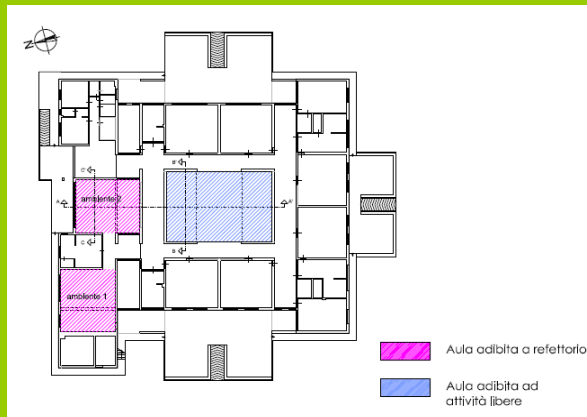 N
ambiente 2
ambiente 1
Aula adibita a refettorio
Aula adibita ad
attività libere